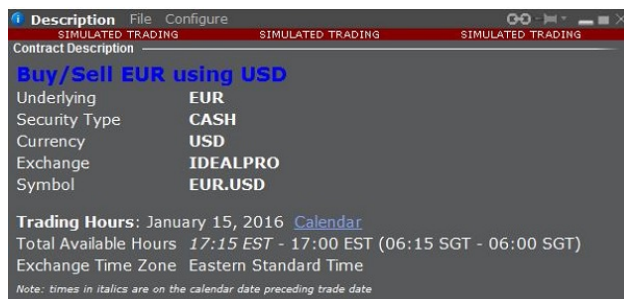 Description File Configure
SIMULATED TRADING SIMULATED TRADING SIMULATED TRADING
Contract Description
Buy/Sell EUR using USD
Underlying EUR
Security Type CASH
Currency USD
Exchange IDEALPRO
Symbol EUR.USD
Trading Hours: January 15, 2016 Calendar
Total Available Hours 17:15 EST - 17:00 EST (06:15 SGT - 06:00 SGT)
Exchange Time Zone Eastern Standard Time
Note: times in italics are on the calendar date preceding trade date